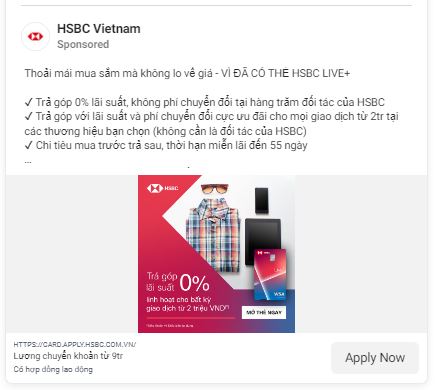 HSBC Vietnam
Sponsored
Thoải mái mua sắm mà không lo về giá - VÌ ĐÃ CÓ THẺ HSBC LIVE+
✓ Trả góp 0% lãi suất, không phí chuyển đổi tại hàng trăm đối tác của HSBC
✓ Trả góp với lãi suất và phí chuyển đổi cực ưu đãi cho mọi giao dịch từ 2tr tại
các thương hiệu bạn chọn (không cần là đối tác của HSBC)
✓ Chi tiêu mua trước trả sau, thời hạn miễn lãi đến 55 ngày
...
HSBC
Trả góp
lãi suất 0%
linh hoạt cho bất kỳ
giao dịch từ 2 triệu VNĐ(*)
MỞ THẺ NGAY
VISA
HTTPS://CARD.APPLY.HSBC.COM.VN/
Lương chuyển khoản từ 9tr
Có hợp đồng lao động
Apply Now